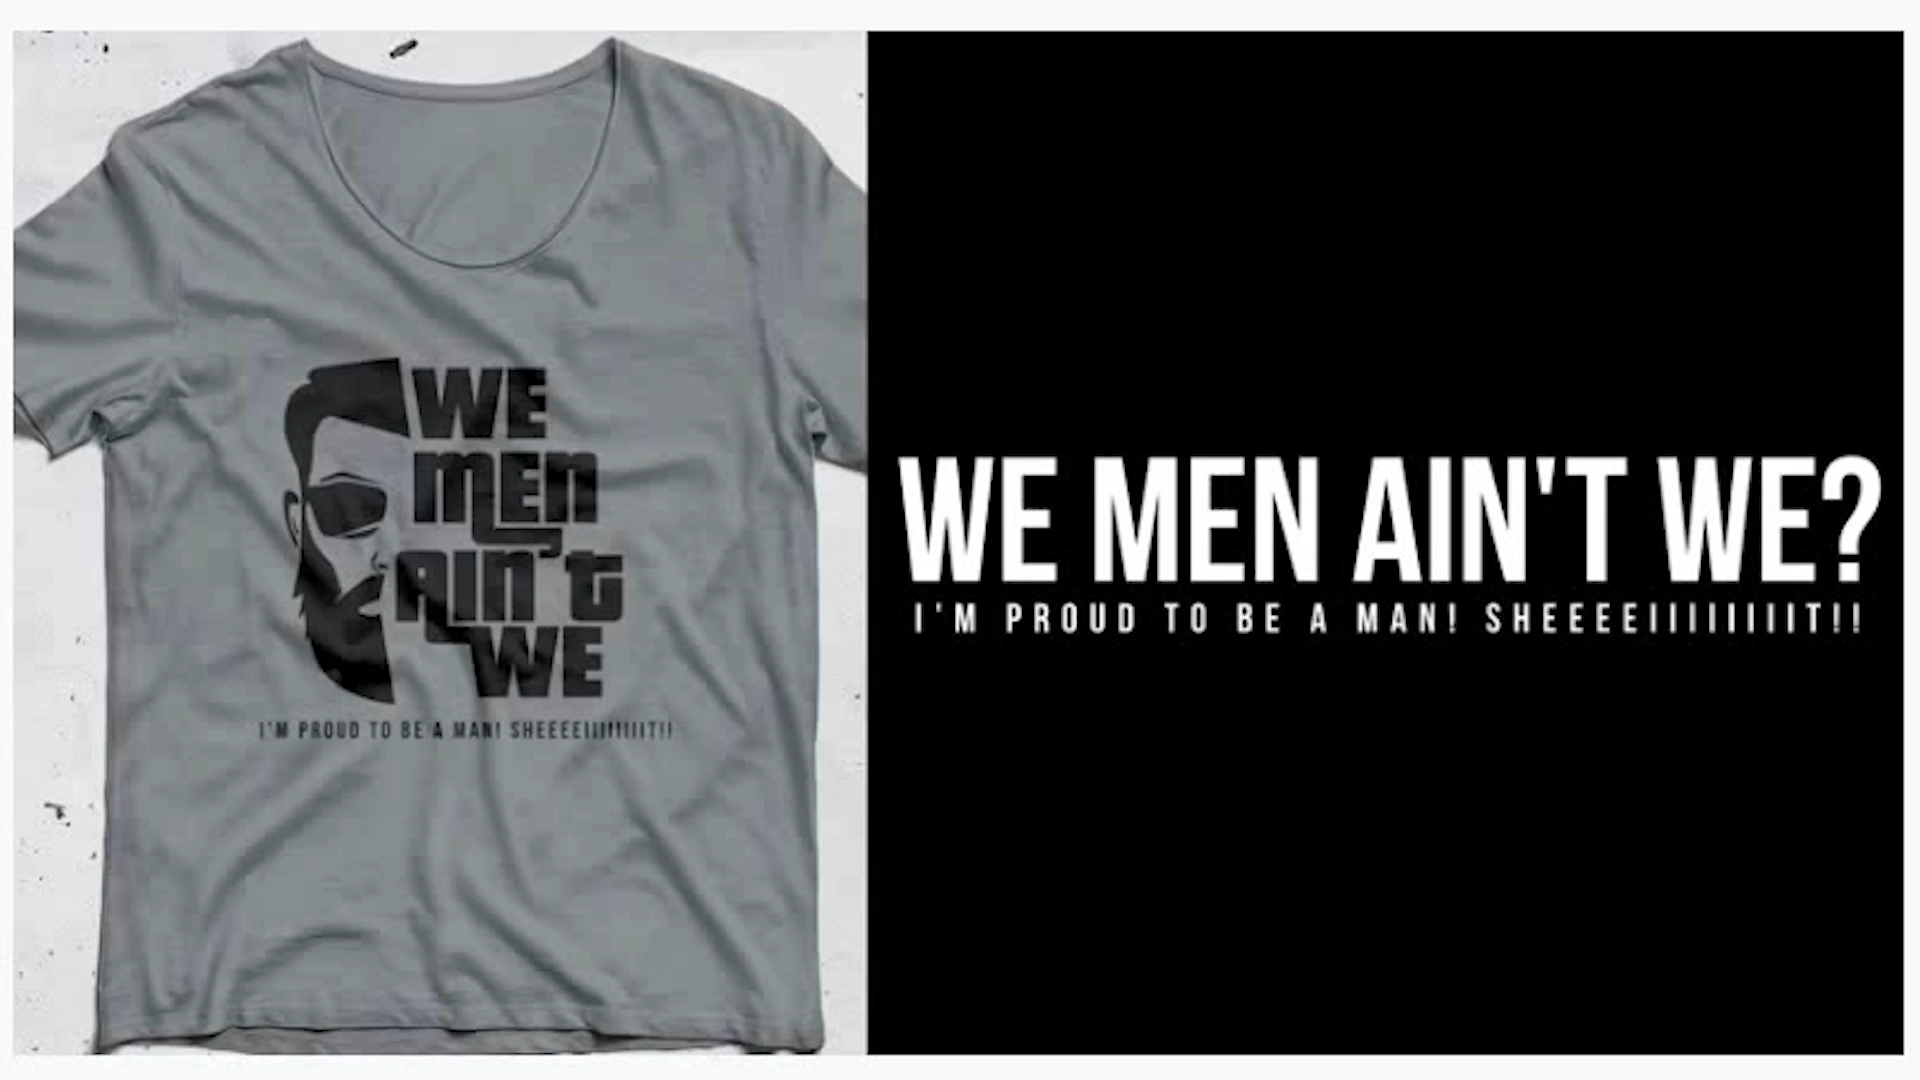 WE
mEn
AIn't
WE
I'M PROUD TO BE A MAN! SHEEEEIIIIIIIIIT!!
WE MEN AIN'T WE?
I'M PROUD TO BE A MAN! SHEEEEIIIIIIIIIT!!